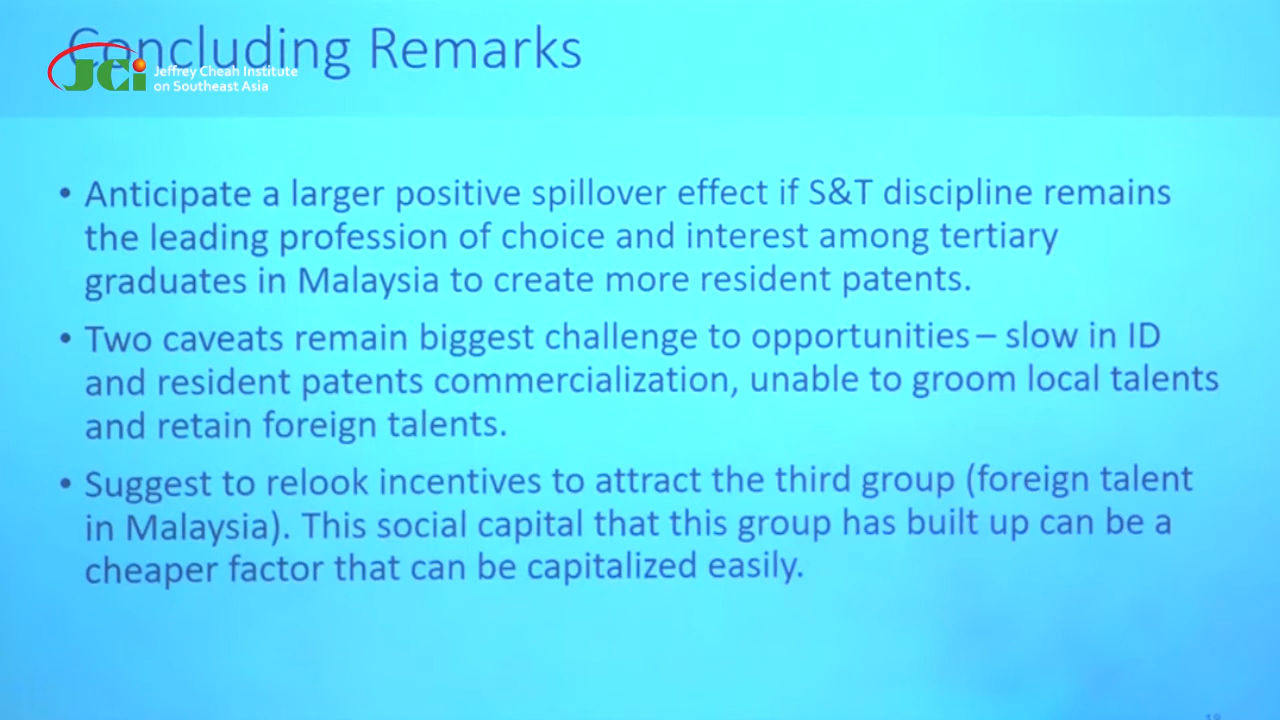 Concluding Remarks
JCi
Jeffrey Cheah Institute
on Southeast Asia
• Anticipate a larger positive spillover effect if S&T discipline remains
the leading profession of choice and interest among tertiary
graduates in Malaysia to create more resident patents.
• Two caveats remain biggest challenge to opportunities – slow in ID
and resident patents commercialization, unable to groom local talents
and retain foreign talents.
• Suggest to relook incentives to attract the third group (foreign talent
in Malaysia). This social capital that this group has built up can be a
cheaper factor that can be capitalized easily.